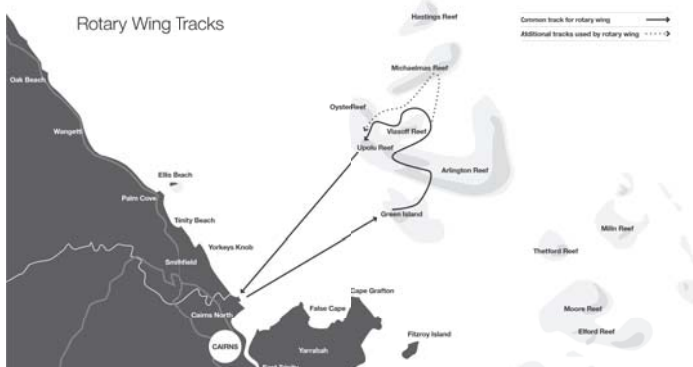 Rotary Wing Tracks
Common track for rotary wing
Additional tracks used by rotary wing
Hastings Reef
Michaelmas Reef
Oak Beach
OysterReef
Wangetti
Vlasoff Reef
Upolu Reef
Ellis Beach
Arlington Reef
Palm Cove
Green Island
Trinity Beach
Milln Reef
Yorkeys Knob
Thetford Reef
Smithfield
Cape Grafton
Moore Reef
False Cape
Cairns North
Elford Reef
Fitzroy Island
CAIRNS
Yarrabah
East Trinity